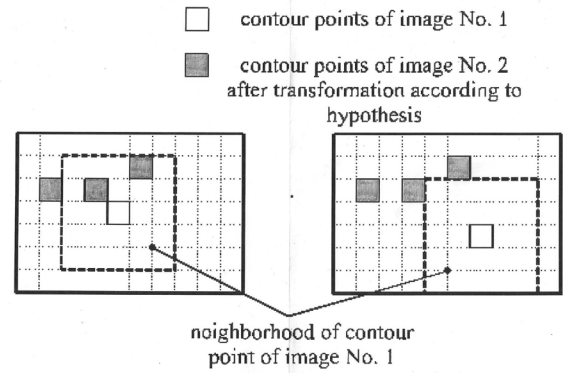 contour points of image No. 1
contour points of image No. 2
after transformation according to
hypothesis
neighborhood of contour
point of image No. 1